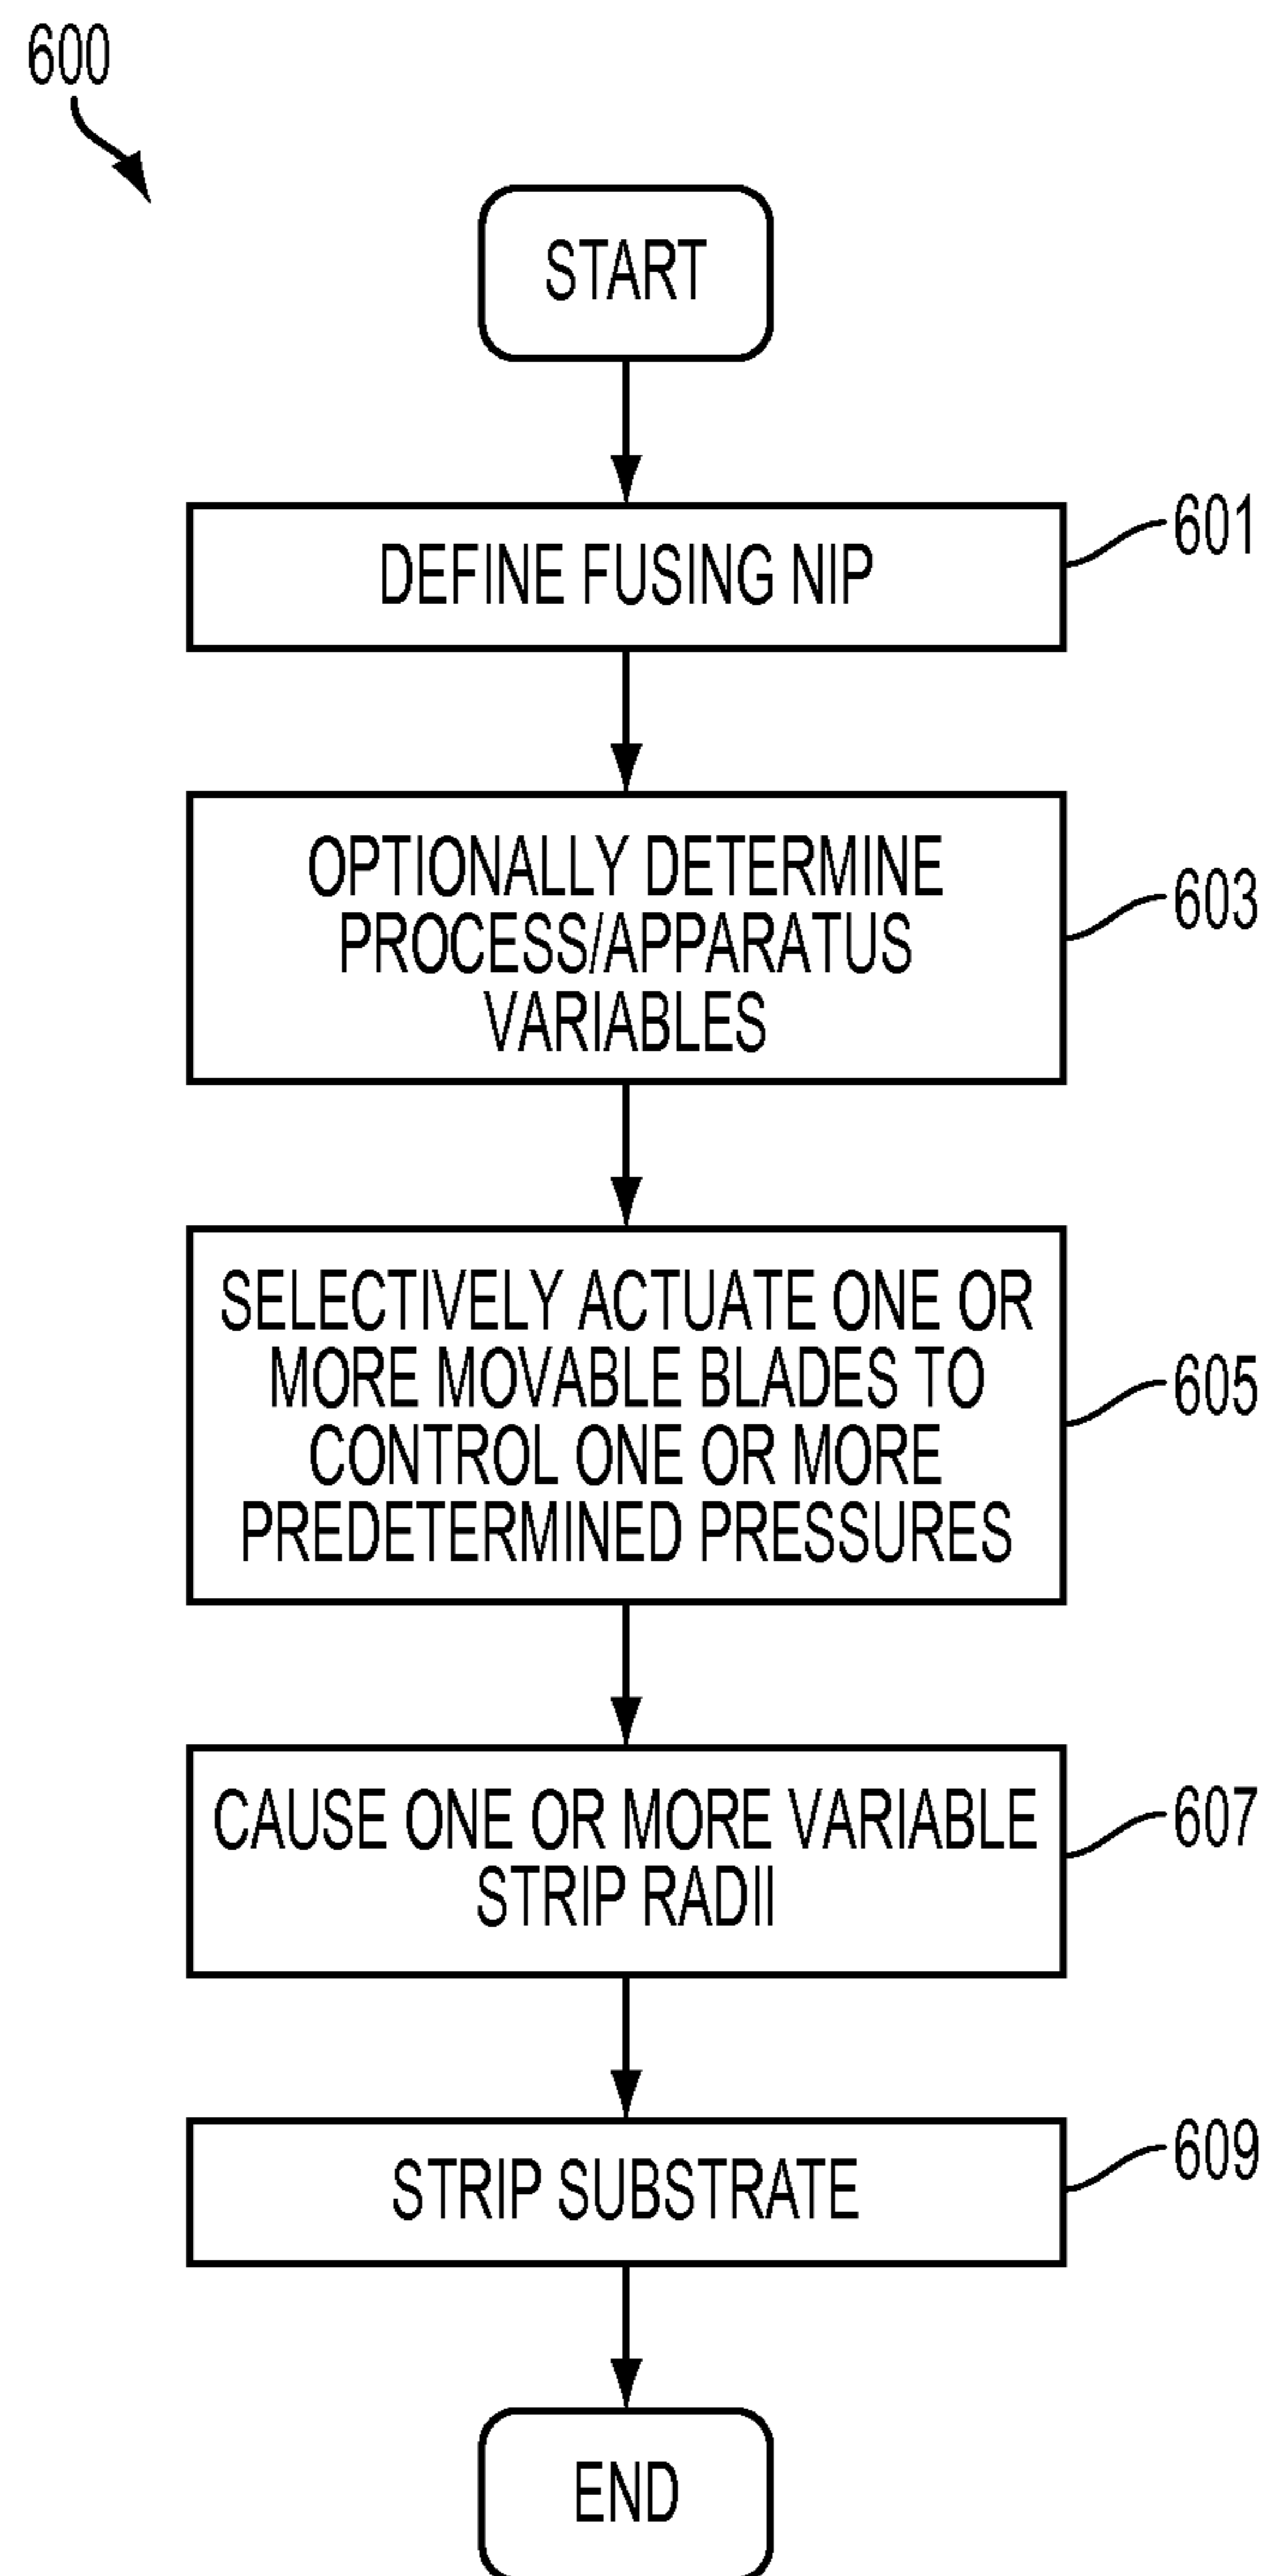 600
START
DEFINE FUSING NIP
601
OPTIONALLY DETERMINE
PROCESS/APPARATUS
VARIABLES
603
SELECTIVELY ACTUATE ONE OR
MORE MOVABLE BLADES TO
CONTROL ONE OR MORE
PREDETERMINED PRESSURES
605
CAUSE ONE OR MORE VARIABLE
STRIP RADII
607
STRIP SUBSTRATE
609
END